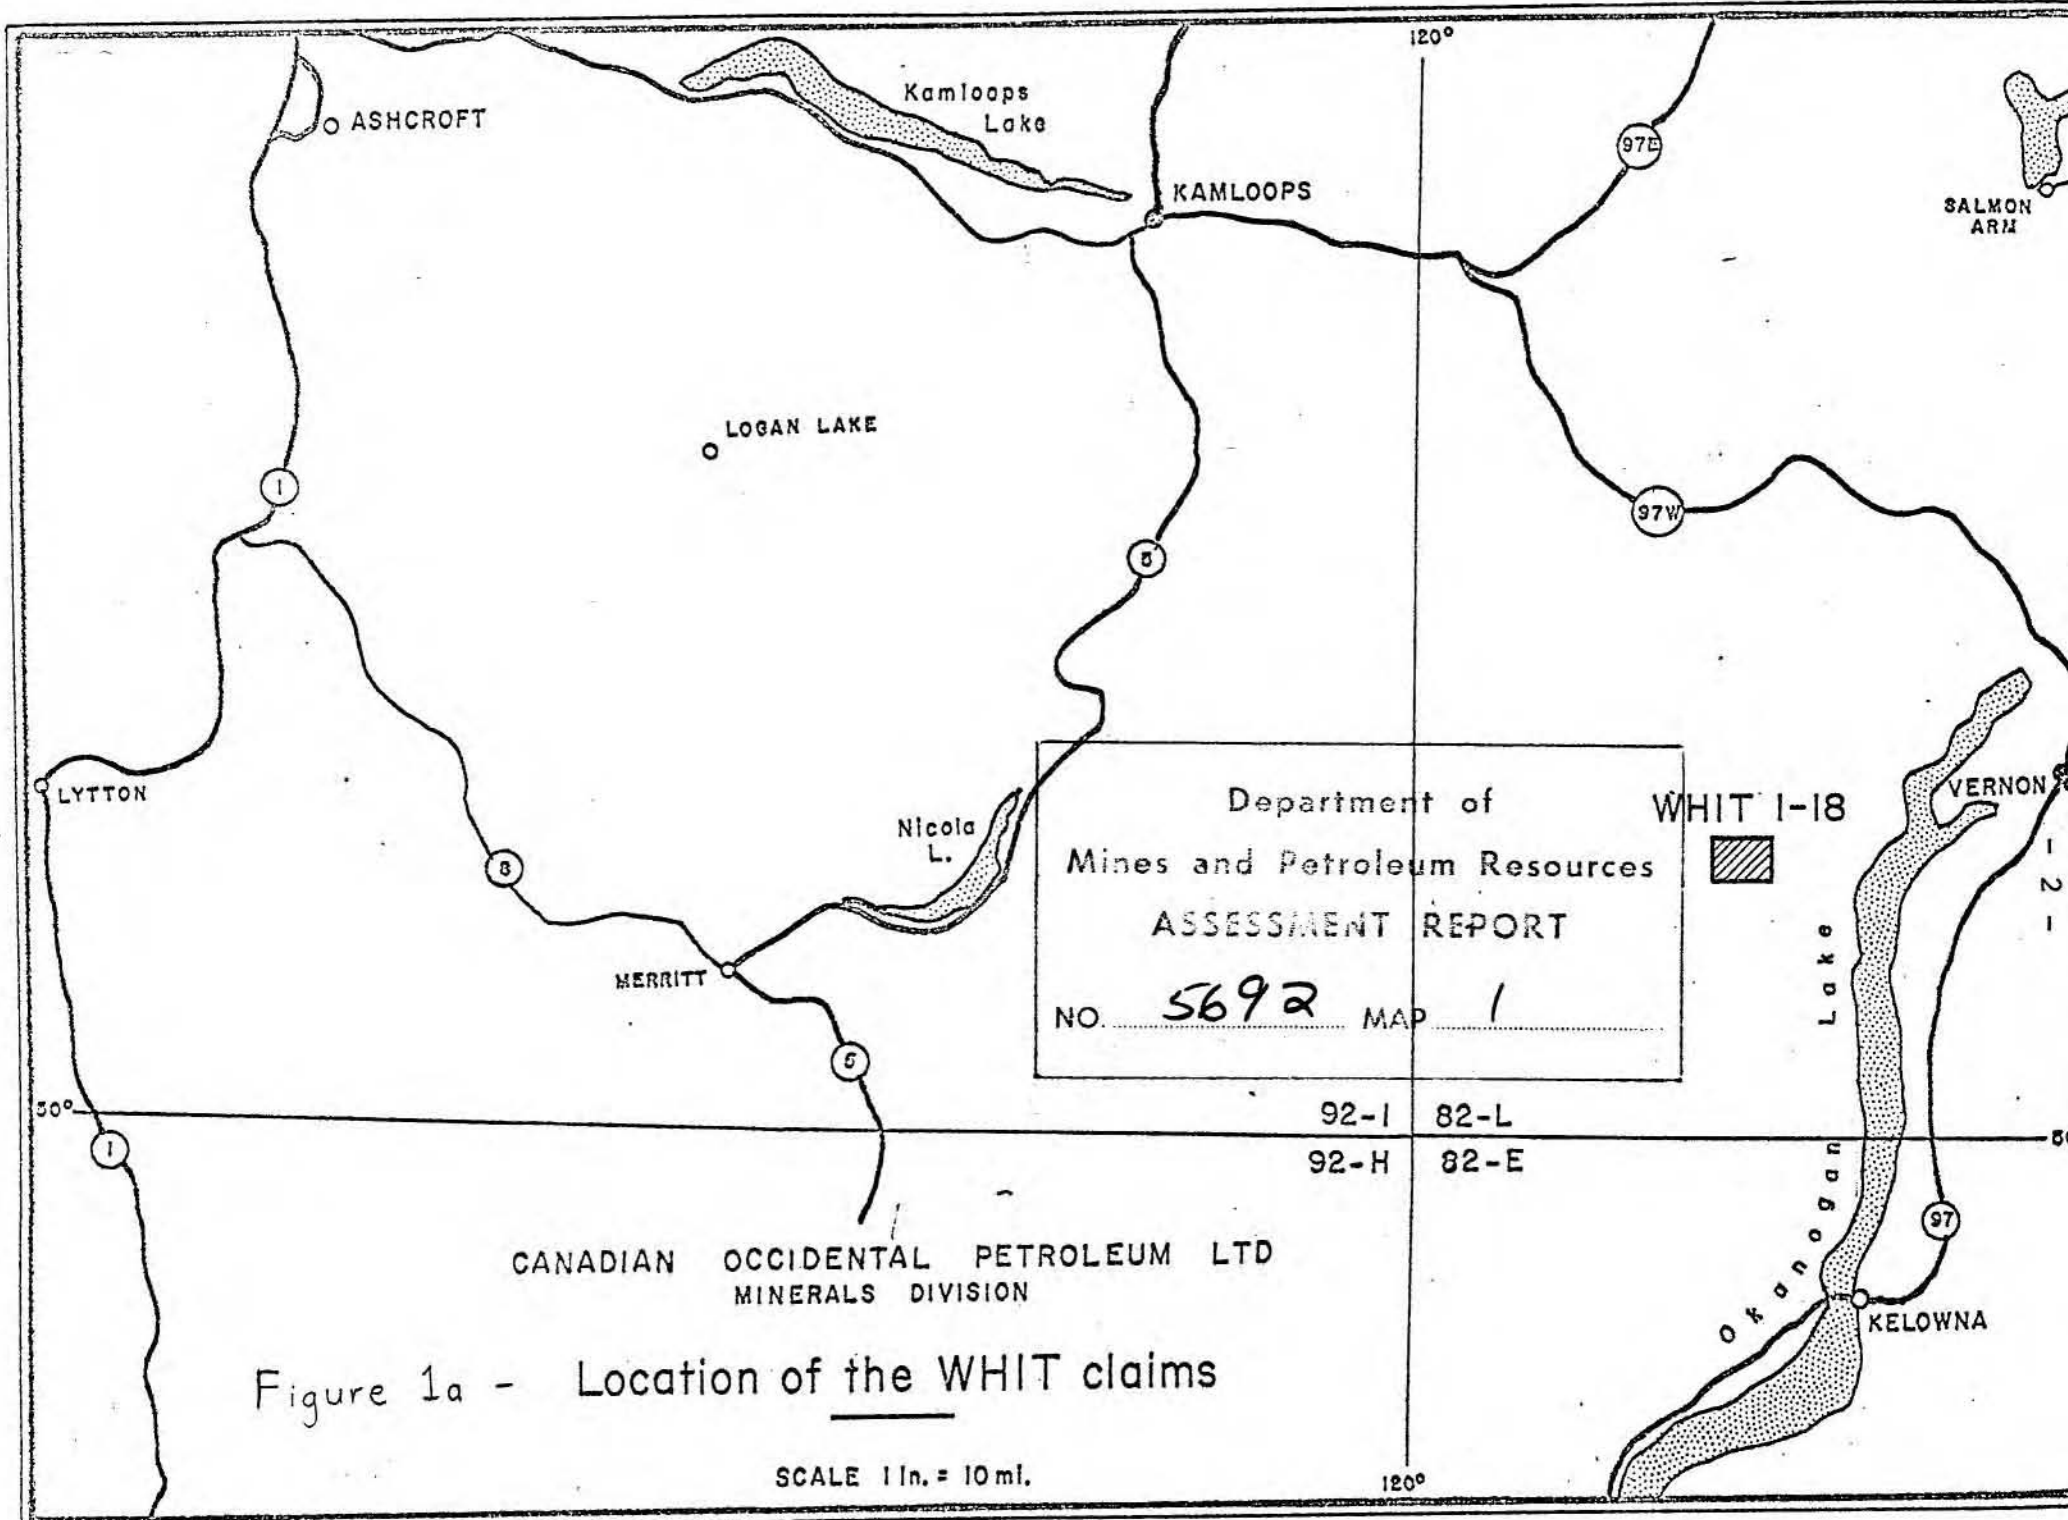 120°
Kamloops
Lake
ASHCROFT
97E
KAMLOOPS
SALMON
ARM
LOGAN LAKE
1
97W
5
LYTTON
VERNON
Department of
WHIT 1-18
Nicola
L.
Mines and Petroleum Resources
8
ASSESSMENT REPORT
- 2 -
MERRITT
NO. 5692 MAP 1
5
50°
92-I 82-L
1
92-H 82-E
Okanogan Lake
97
CANADIAN OCCIDENTAL PETROLEUM LTD
MINERALS DIVISION
KELOWNA
Figure 1a - Location of the WHIT claims
SCALE 1 In. = 10 mi.
120°